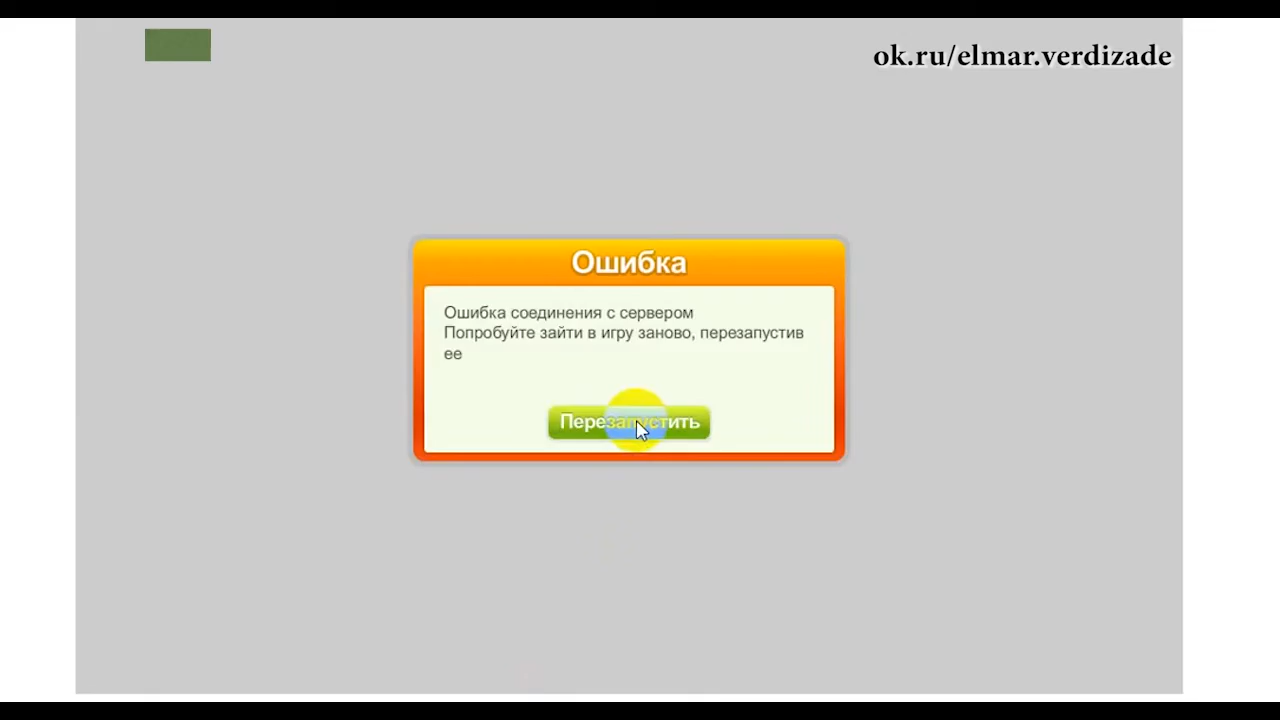 ok.ru/elmar.verdizade
Ошибка
Ошибка соединения с сервером
Попробуйте зайти в игру заново, перезапустив
ее
Перезапустить